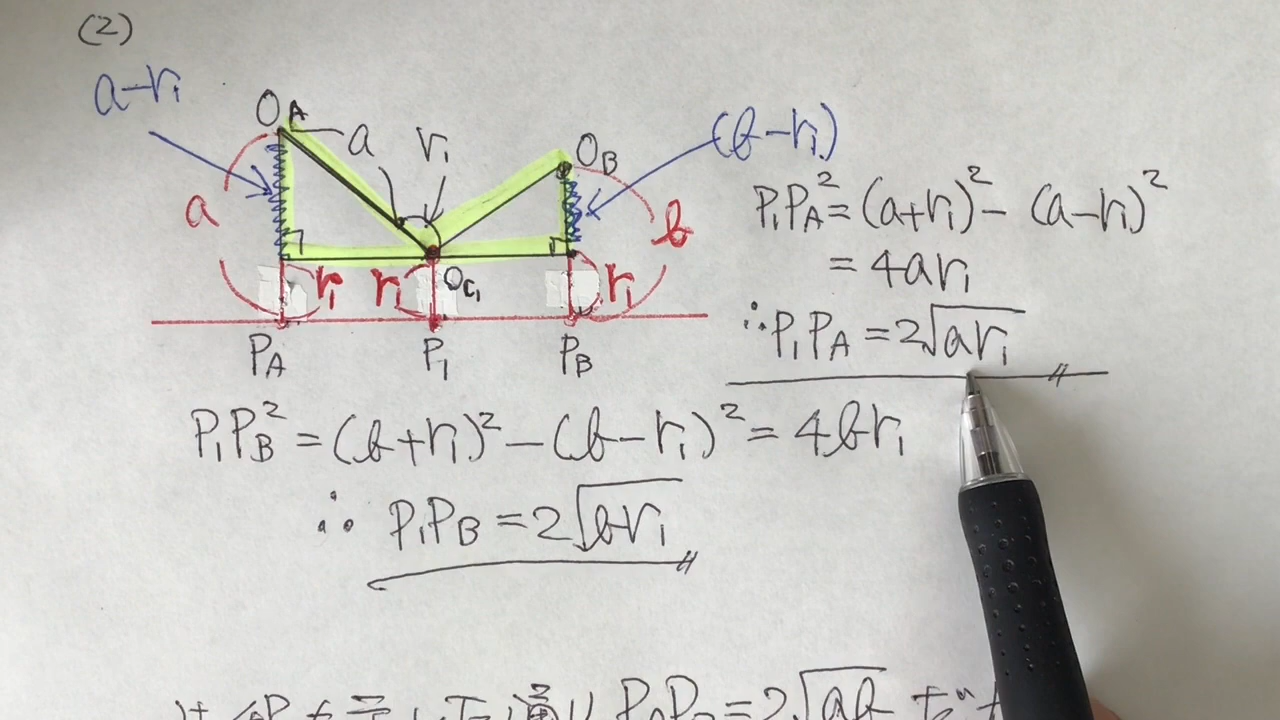 (2)
a-r₁
O_A
a
r₁
O_B
(b-r₁)
a
b
r₁
r₁
O_C₁
r₁
P_A
P₁
P_B
P₁P_A² = (a+r₁)² - (a-r₁)²
= 4ar₁
∴ P₁P_A = 2√ar₁
P₁P_B² = (b+r₁)² - (b-r₁)² = 4br₁
∴ P₁P_B = 2√br₁